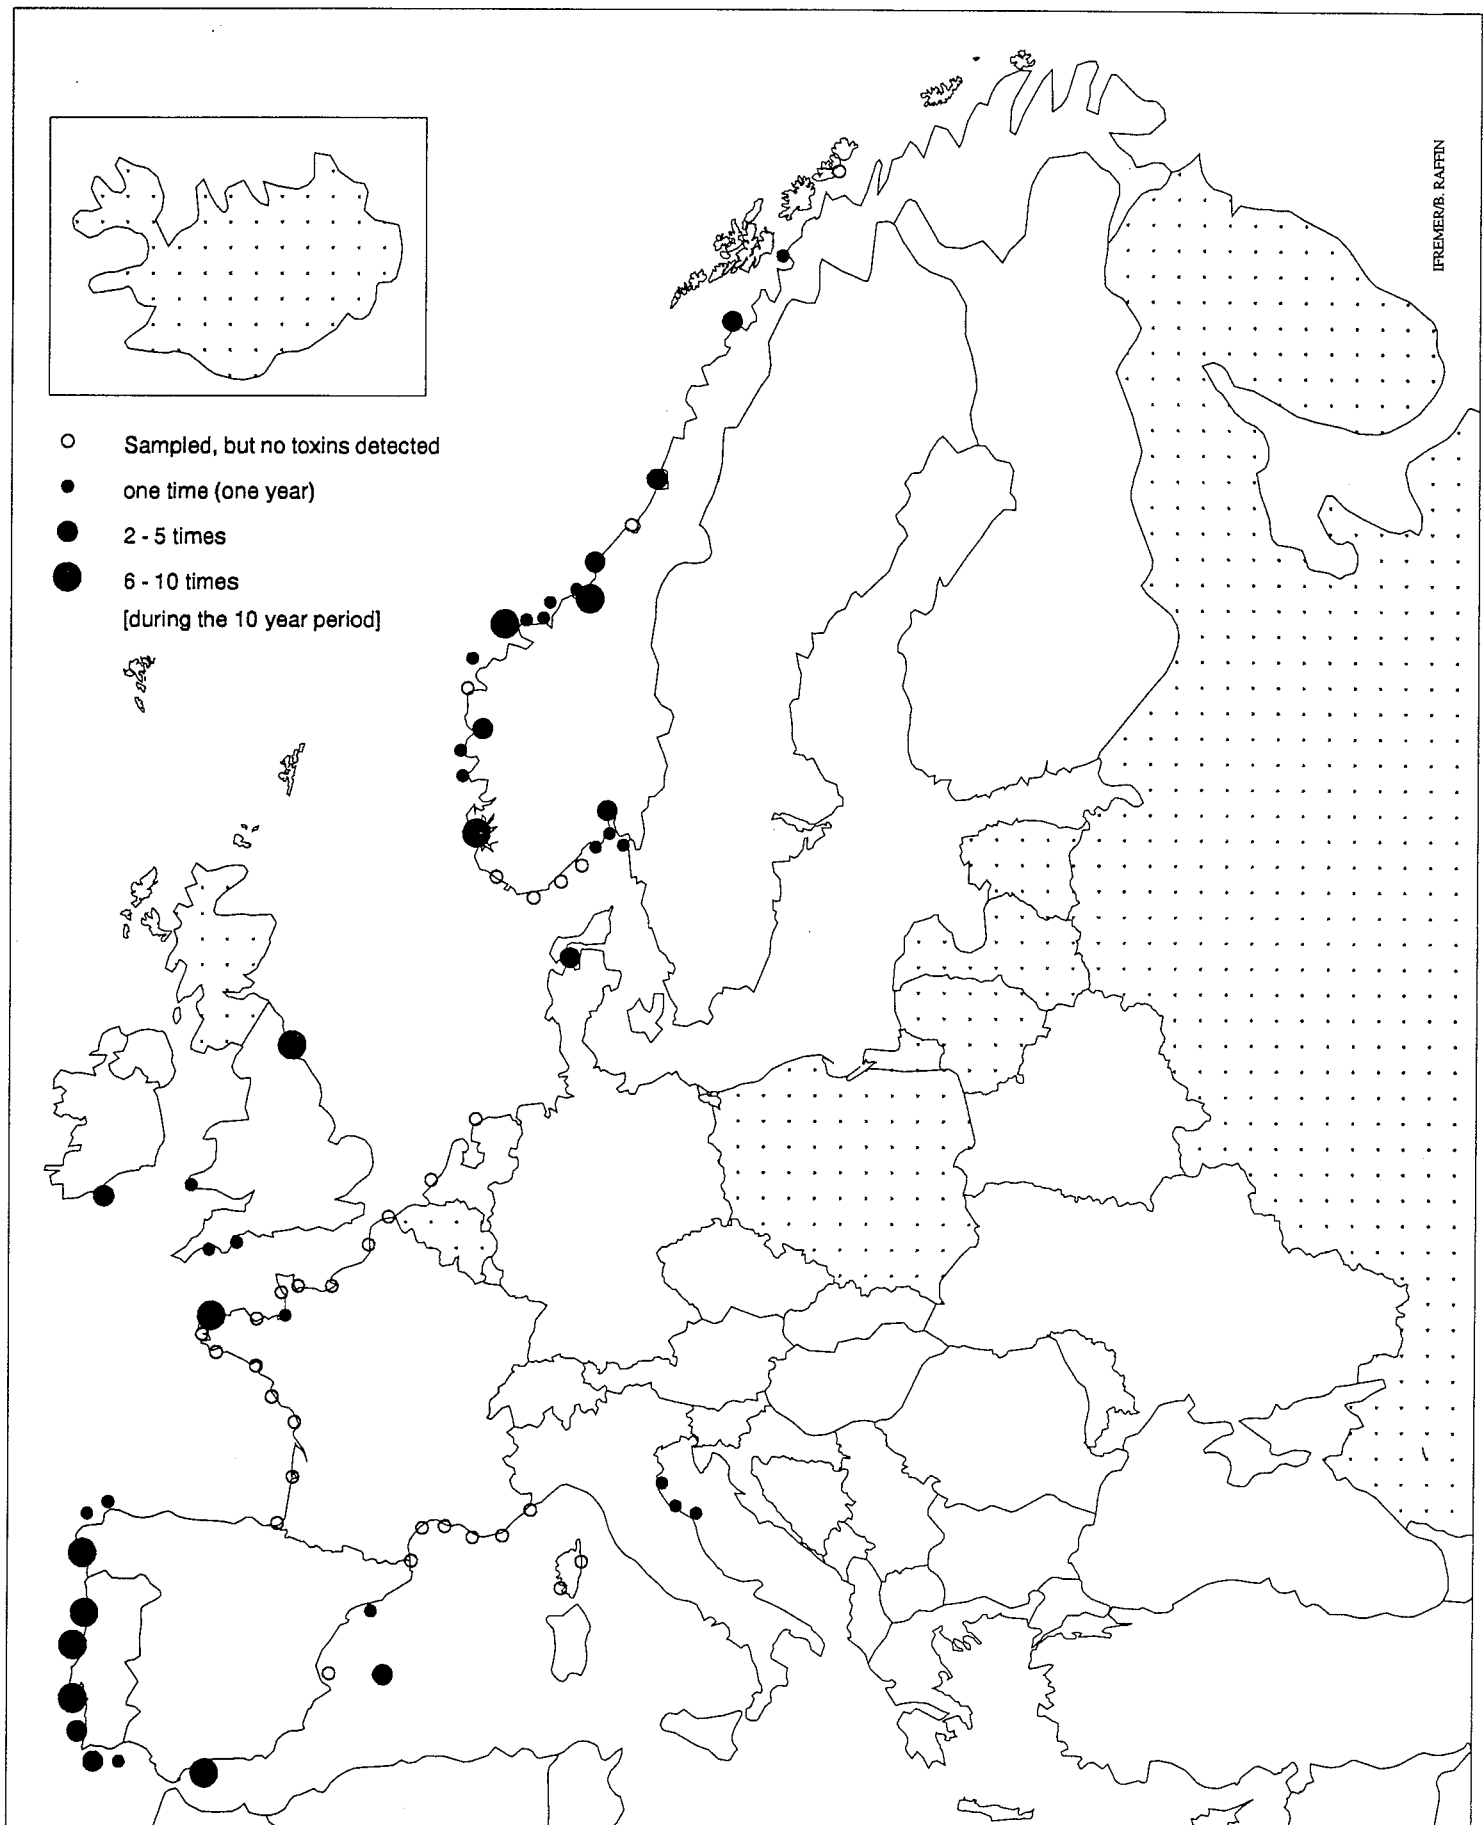 IFREMER/B. RAFFIN
Sampled, but no toxins detected
one time (one year)
2 - 5 times
6 - 10 times
[during the 10 year period]